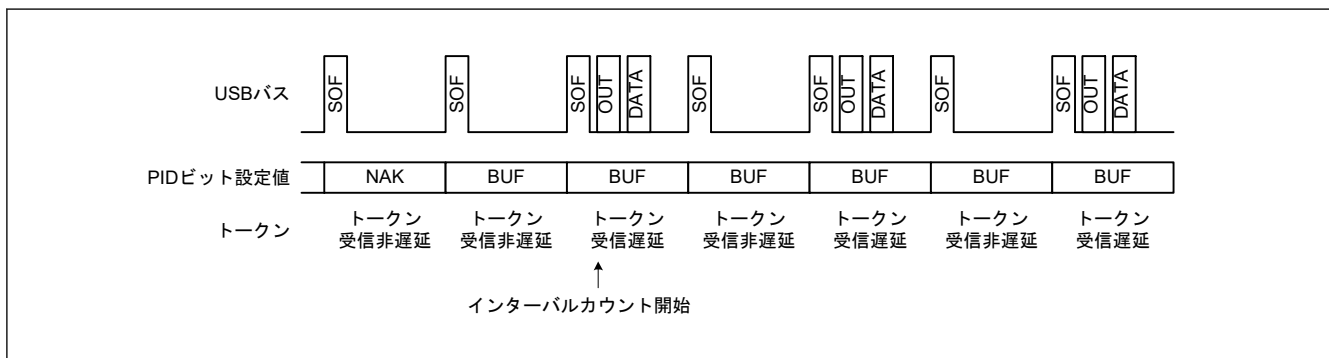 SOF SOF SOF OUT DATA SOF SOF OUT DATA SOF SOF OUT DATA
USBバス
PIDビット設定値 NAK BUF BUF BUF BUF BUF BUF
トークン トークン トークン トークン トークン トークン トークン
トークン
受信非遅延 受信非遅延 受信遅延 受信非遅延 受信遅延 受信非遅延 受信遅延
インターバルカウント開始